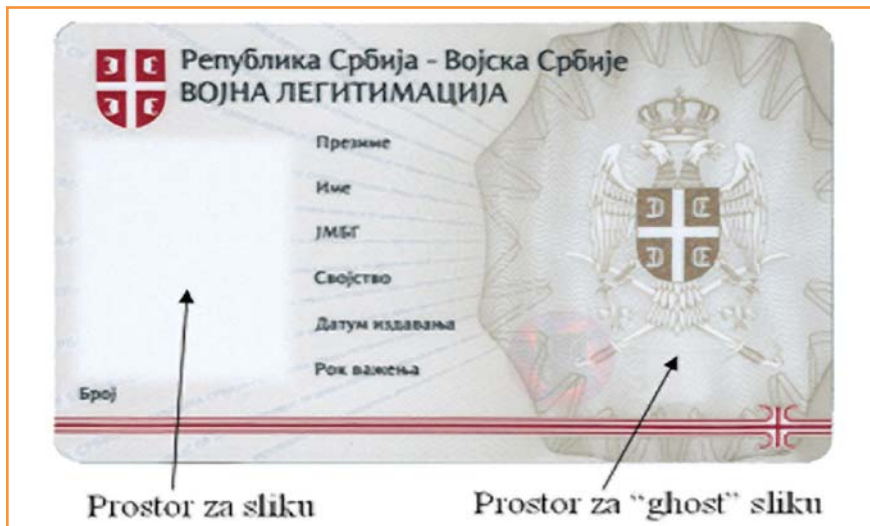 Република Србија - Војска Србије
ВОЈНА ЛЕГИТИМАЦИЈА
Презиме
Име
ЈМБГ
Својство
Датум издавања
Рок важења
Број
Prostor za sliku
Prostor za “ghost” sliku